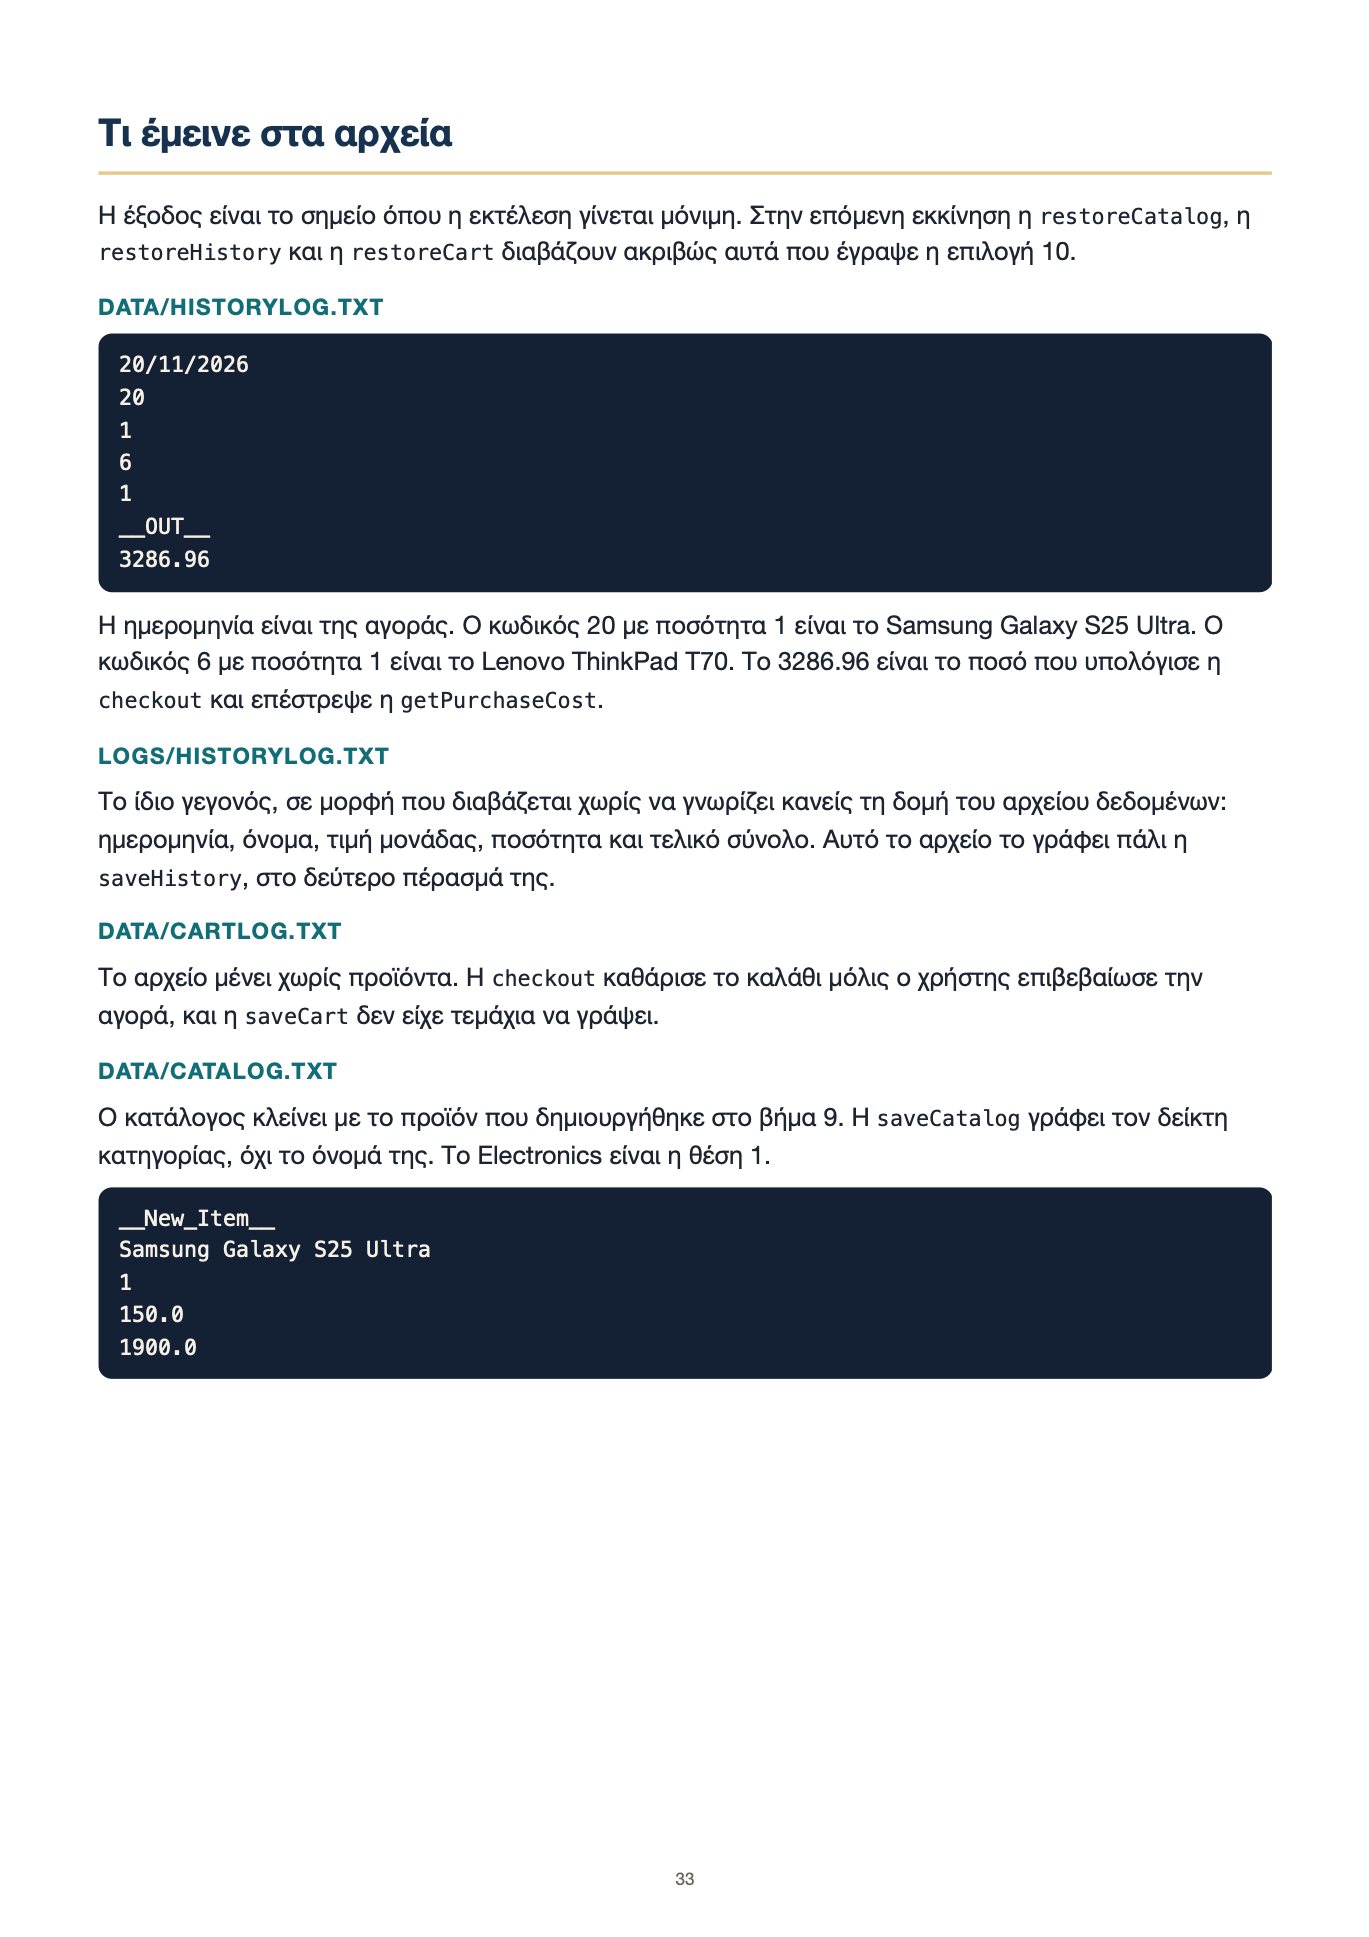 Τι έμεινε στα αρχεία
Η έξοδος είναι το σημείο όπου η εκτέλεση γίνεται μόνιμη. Στην επόμενη εκκίνηση η restoreCatalog, η
restoreHistory και η restoreCart διαβάζουν ακριβώς αυτά που έγραψε η επιλογή 10.
DATA/HISTORYLOG.TXT
20/11/2026
20
1
6
1
__OUT__
3286.96
Η ημερομηνία είναι της αγοράς. Ο κωδικός 20 με ποσότητα 1 είναι το Samsung Galaxy S25 Ultra. Ο
κωδικός 6 με ποσότητα 1 είναι το Lenovo ThinkPad T70. Το 3286.96 είναι το ποσό που υπολόγισε η
checkout και επέστρεψε η getPurchaseCost.
LOGS/HISTORYLOG.TXT
Το ίδιο γεγονός, σε μορφή που διαβάζεται χωρίς να γνωρίζει κανείς τη δομή του αρχείου δεδομένων:
ημερομηνία, όνομα, τιμή μονάδας, ποσότητα και τελικό σύνολο. Αυτό το αρχείο το γράφει πάλι η
saveHistory, στο δεύτερο πέρασμά της.
DATA/CARTLOG.TXT
Το αρχείο μένει χωρίς προϊόντα. Η checkout καθάρισε το καλάθι μόλις ο χρήστης επιβεβαίωσε την
αγορά, και η saveCart δεν είχε τεμάχια να γράψει.
DATA/CATALOG.TXT
Ο κατάλογος κλείνει με το προϊόν που δημιουργήθηκε στο βήμα 9. Η saveCatalog γράφει τον δείκτη
κατηγορίας, όχι το όνομά της. Το Electronics είναι η θέση 1.
__New_Item__
Samsung Galaxy S25 Ultra
1
150.0
1900.0
33